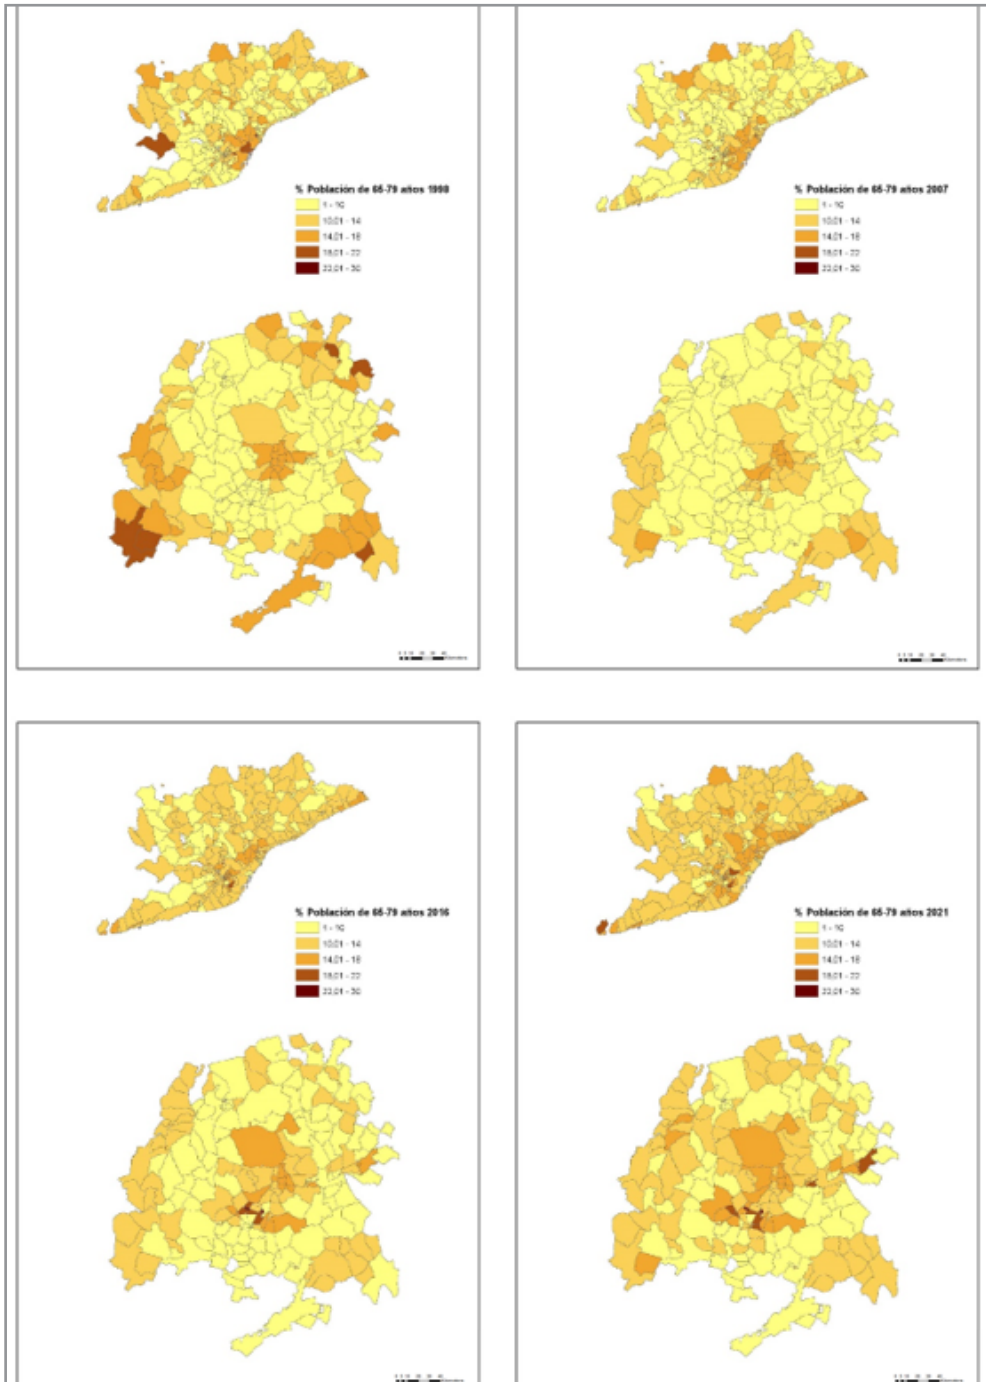 % Población de 65-79 años 1998
1 - 10
10,01 - 14
14,01 - 18
18,01 - 22
22,01 - 30
% Población de 65-79 años 2007
1 - 10
10,01 - 14
14,01 - 18
18,01 - 22
22,01 - 30
% Población de 65-79 años 2016
1 - 10
10,01 - 14
14,01 - 18
18,01 - 22
22,01 - 30
% Población de 65-79 años 2021
1 - 10
10,01 - 14
14,01 - 18
18,01 - 22
22,01 - 30